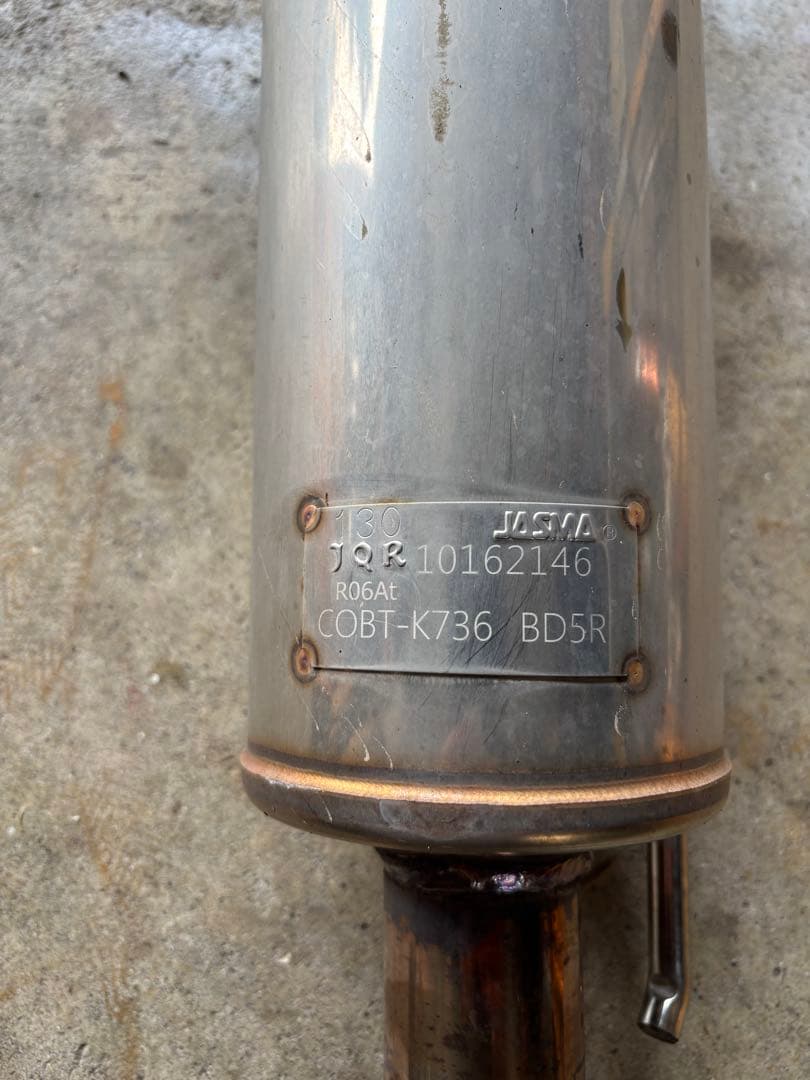 130 JASMA®
JQR 10162146
R06At
COBT-K736 BD5R